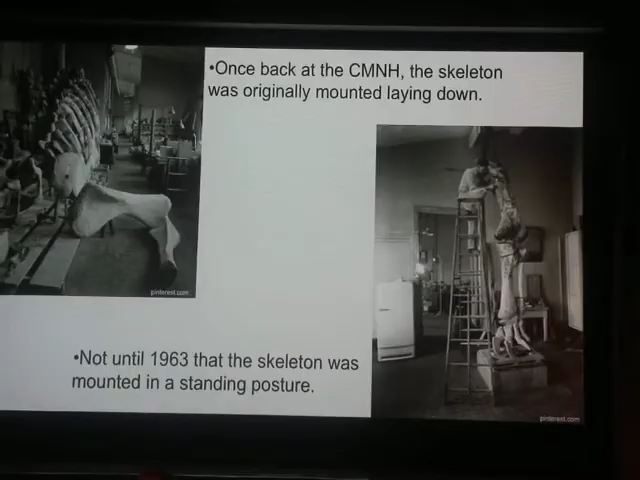 •Once back at the CMNH, the skeleton
was originally mounted laying down.
pinterest.com
•Not until 1963 that the skeleton was
mounted in a standing posture.
pinterest.com